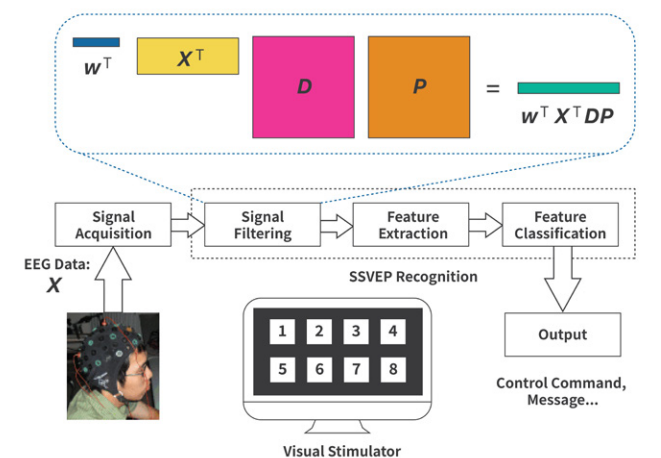 w⊤ X⊤ D P = w⊤ X⊤ DP
Signal
Acquisition
Signal
Filtering
Feature
Extraction
Feature
Classification
EEG Data:
X
SSVEP Recognition
1 2 3 4
5 6 7 8
Output
Control Command,
Message...
Visual Stimulator